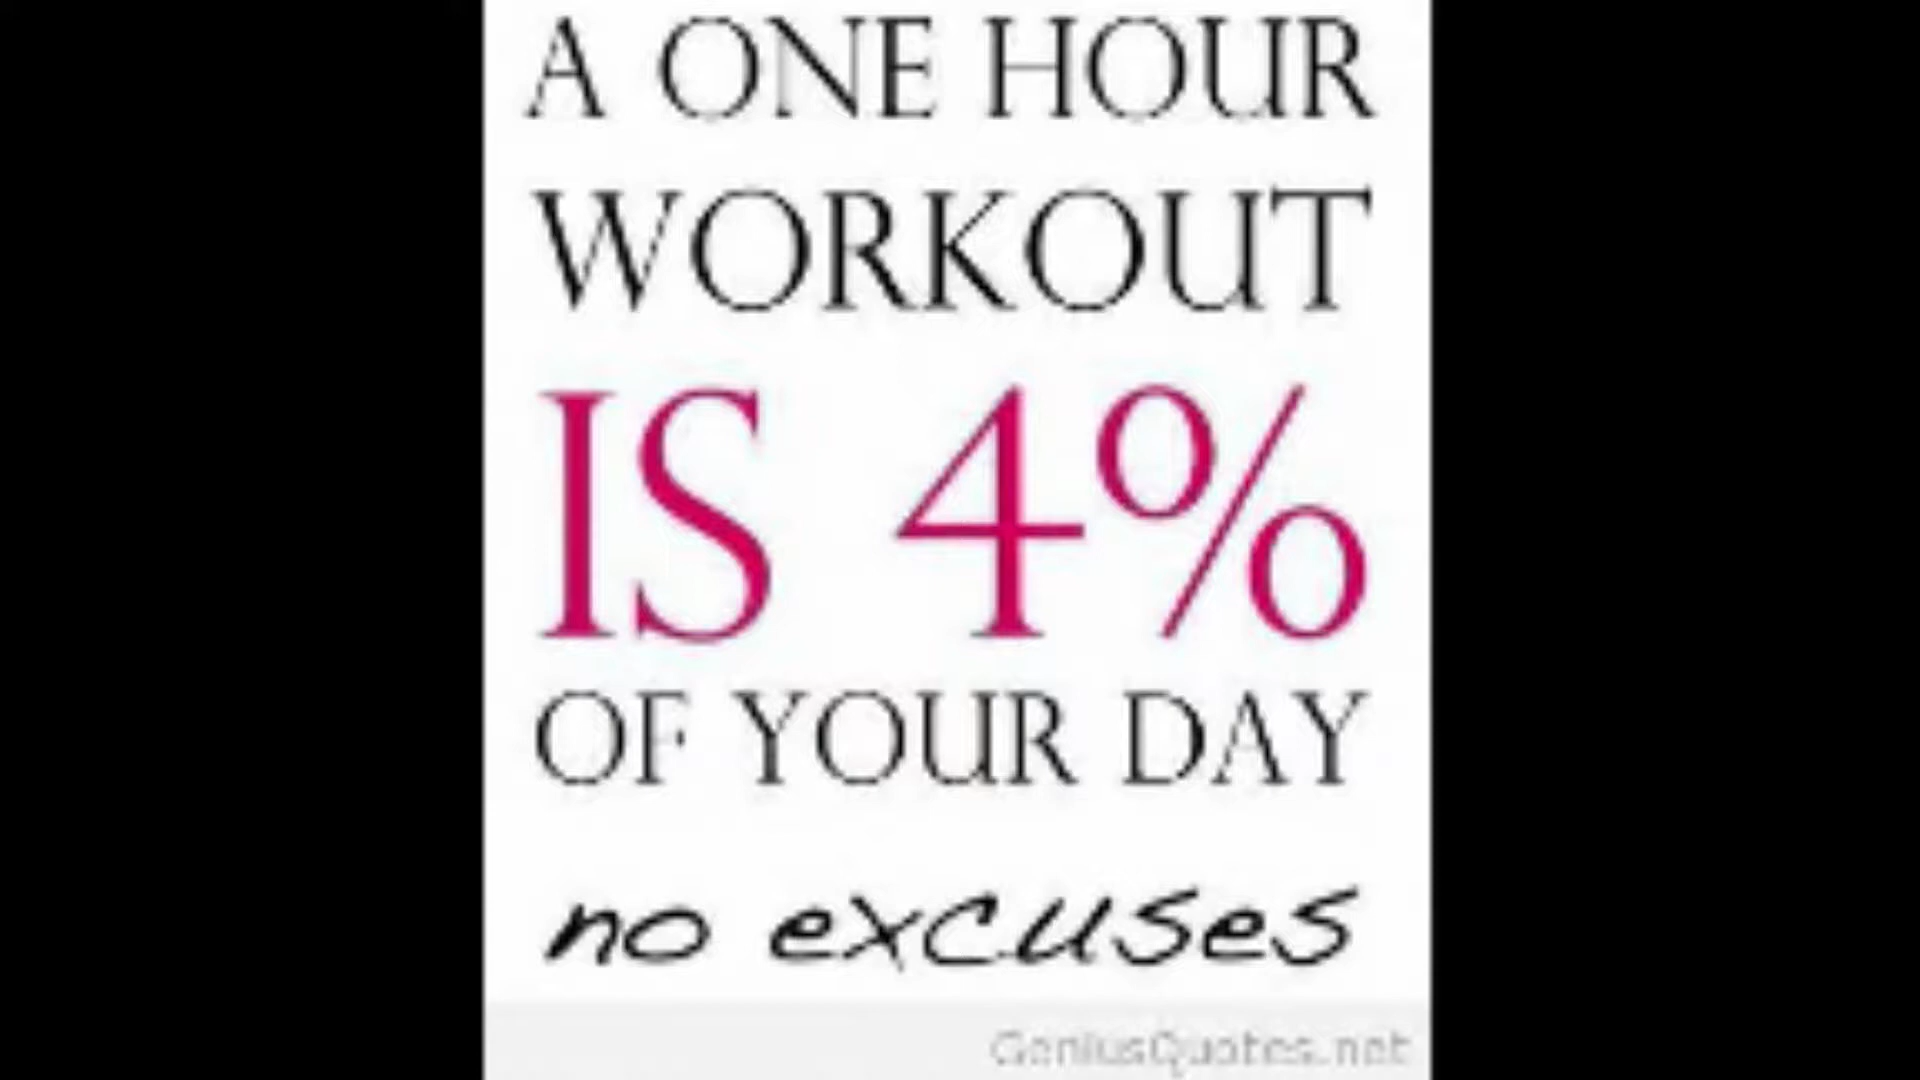 A ONE HOUR
WORKOUT
IS 4%
OF YOUR DAY
no excuses
GeniusQuotes.net